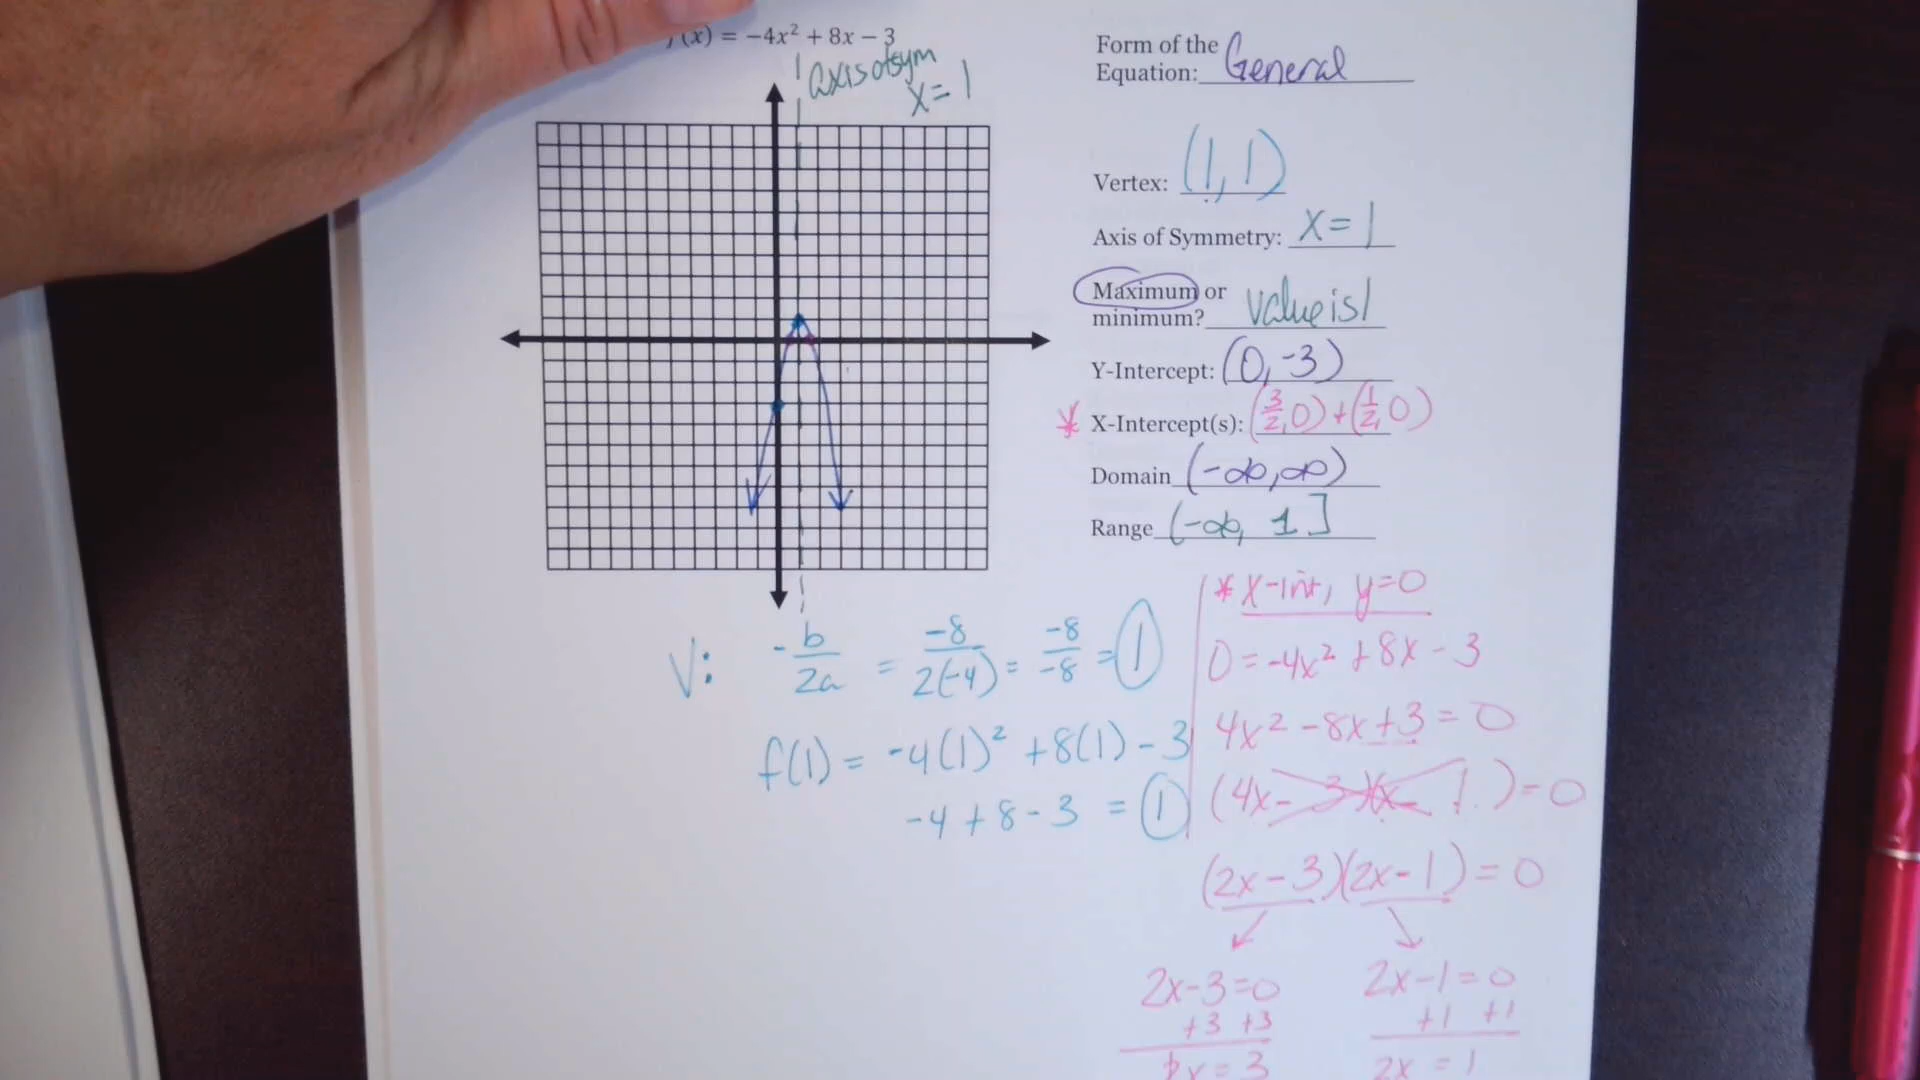 f(x) = −4x² + 8x − 3
axis of sym
x = 1
Form of the
Equation: General
Vertex: (1, 1)
Axis of Symmetry: x = 1
Maximum or
minimum? value is 1
Y-Intercept: (0, -3)
* X-Intercept(s): (3/2, 0) + (1/2, 0)
Domain (-∞, ∞)
Range (-∞, 1]
V: -b/2a = -8/2(-4) = -8/-8 = 1
f(1) = -4(1)² + 8(1) - 3
-4 + 8 - 3 = 1
* x-int, y=0
0 = -4x² + 8x - 3
4x² - 8x + 3 = 0
(4x - 3)(x - 1) = 0
(2x - 3)(2x - 1) = 0
2x - 3 = 0
+3 +3
2x = 3
2x - 1 = 0
+1 +1
2x = 1